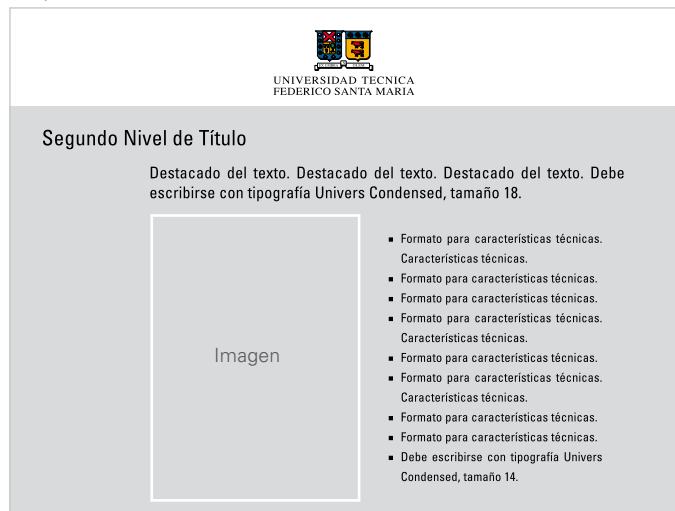 UNIVERSIDAD TECNICA
FEDERICO SANTA MARIA
Segundo Nivel de Título
Destacado del texto. Destacado del texto. Destacado del texto. Debe
escribirse con tipografía Univers Condensed, tamaño 18.
Imagen
■ Formato para características técnicas.
Características técnicas.
■ Formato para características técnicas.
■ Formato para características técnicas.
■ Formato para características técnicas.
Características técnicas.
■ Formato para características técnicas.
■ Formato para características técnicas.
Características técnicas.
■ Formato para características técnicas.
■ Formato para características técnicas.
■ Debe escribirse con tipografía Univers
Condensed, tamaño 14.